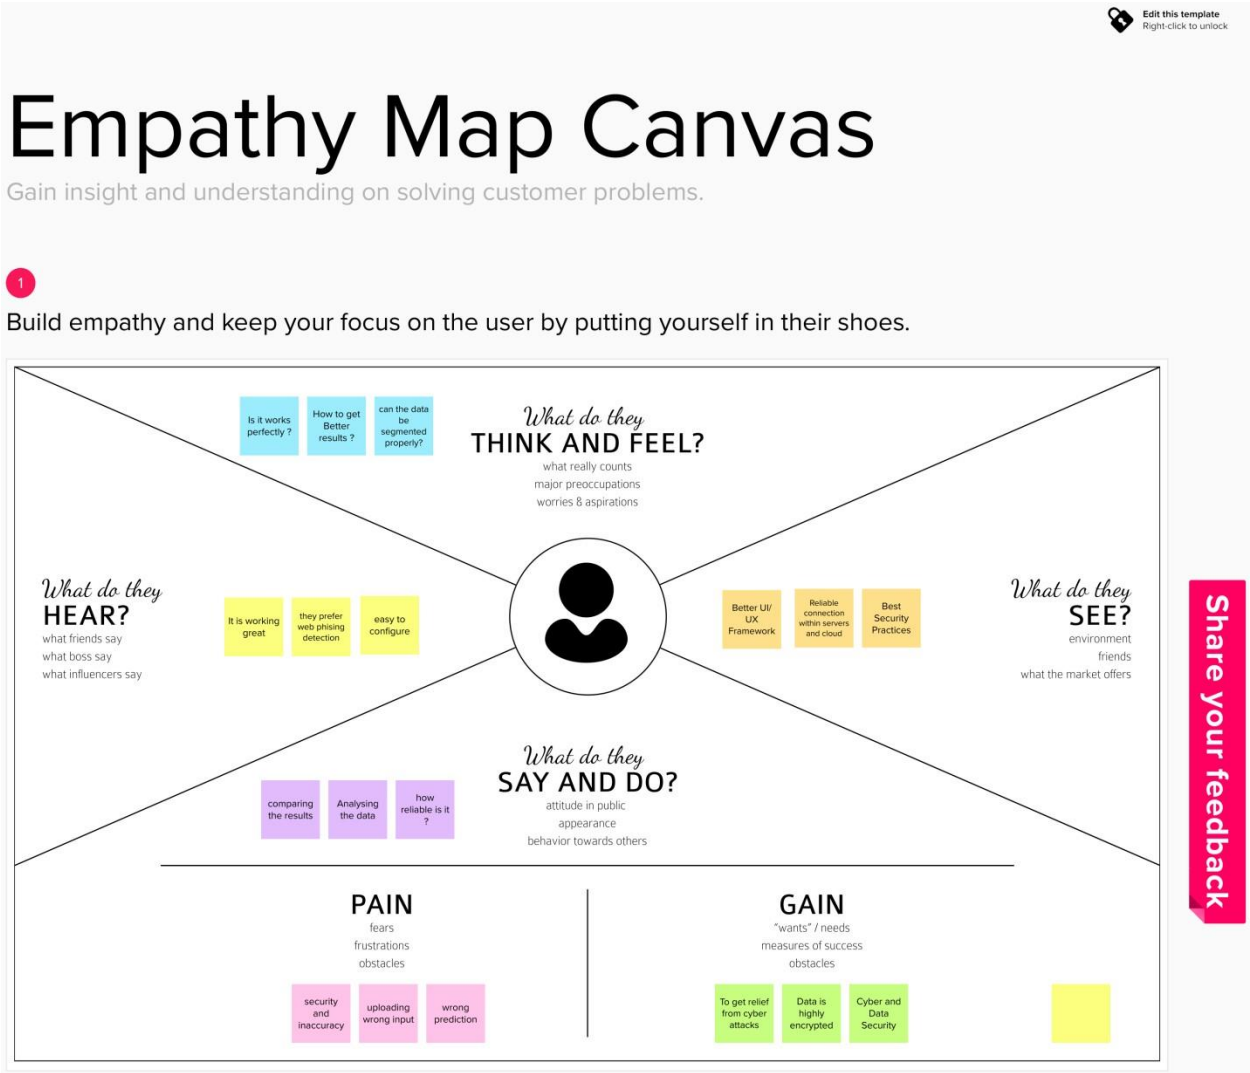 Edit this template
Right-click to unlock
Empathy Map Canvas
Gain insight and understanding on solving customer problems.
1
Build empathy and keep your focus on the user by putting yourself in their shoes.
Is it works
perfectly ?
How to get
Better
results ?
can the data
be
segmented
properly?
What do they
THINK AND FEEL?
what really counts
major preoccupations
worries & aspirations
What do they
HEAR?
what friends say
what boss say
what influencers say
It is working
great
they prefer
web phising
detection
easy to
configure
Better UI/
UX
Framework
Reliable
connection
within servers
and cloud
Best
Security
Practices
What do they
SEE?
environment
friends
what the market offers
Share your feedback
What do they
SAY AND DO?
attitude in public
appearance
behavior towards others
comparing
the results
Analysing
the data
how
reliable is it
?
PAIN
fears
frustrations
obstacles
security
and
inaccuracy
uploading
wrong input
wrong
prediction
GAIN
"wants" / needs
measures of success
obstacles
To get relief
from cyber
attacks
Data is
highly
encrypted
Cyber and
Data
Security